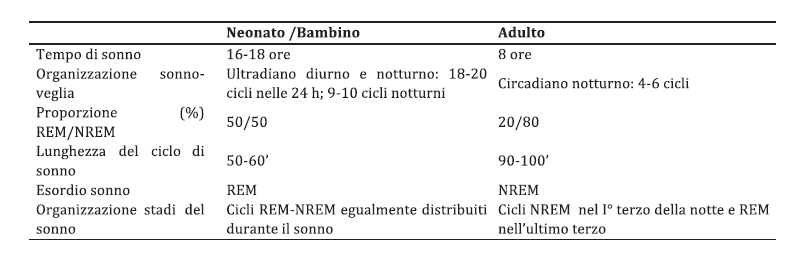 Neonato /Bambino Adulto
Tempo di sonno 16-18 ore 8 ore
Organizzazione sonno-veglia Ultradiano diurno e notturno: 18-20 cicli nelle 24 h; 9-10 cicli notturni Circadiano notturno: 4-6 cicli
Proporzione (%) REM/NREM 50/50 20/80
Lunghezza del ciclo di sonno 50-60' 90-100'
Esordio sonno REM NREM
Organizzazione stadi del sonno Cicli REM-NREM egualmente distribuiti durante il sonno Cicli NREM nel I° terzo della notte e REM nell'ultimo terzo